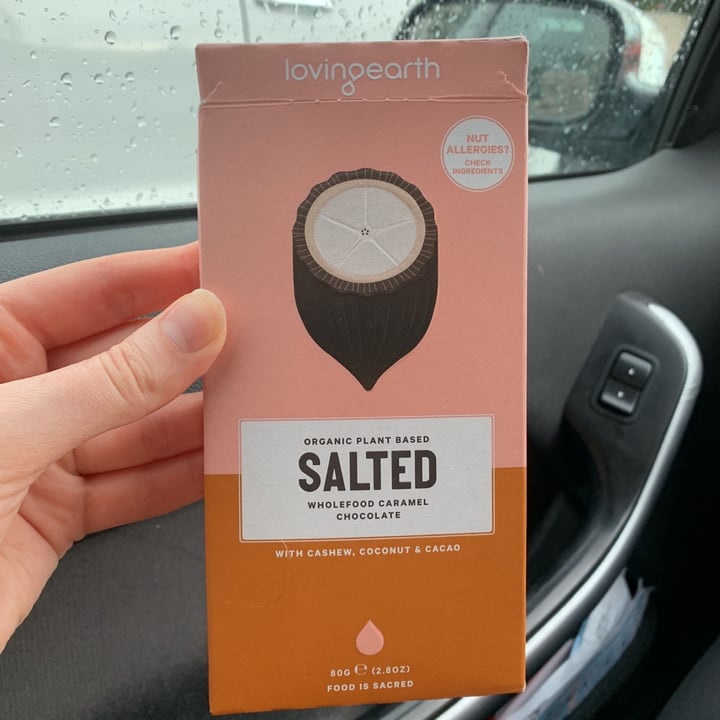 lovingearth
NUT
ALLERGIES?
CHECK
INGREDIENTS
ORGANIC PLANT BASED
SALTED
WHOLEFOOD CARAMEL
CHOCOLATE
WITH CASHEW, COCONUT & CACAO
80G ℮ (2.8OZ)
FOOD IS SACRED